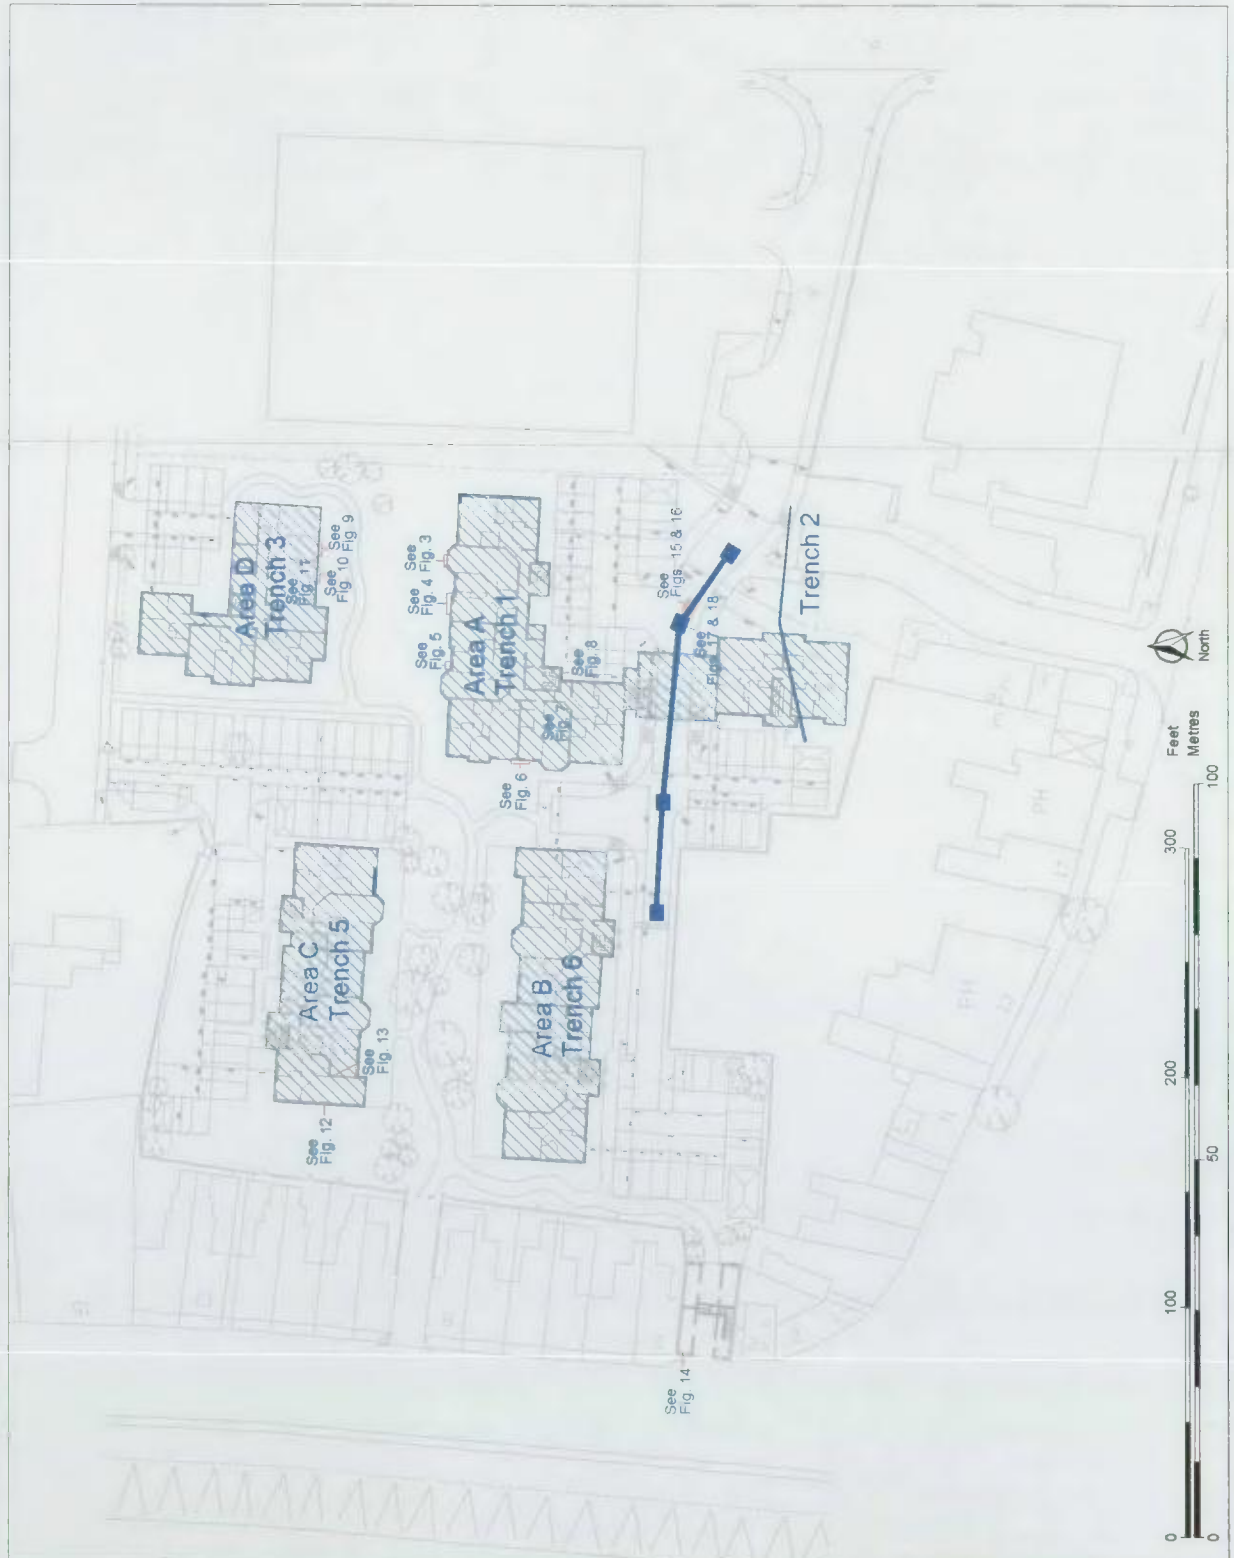 Area D
Trench 3
See
Fig. 11
See
Fig. 10
See
Fig. 9
See
Fig. 5
See
Fig. 4
See
Fig. 3
Area A
Trench 1
See
Fig. 6
See
Fig. 7
See
Fig. 8
Area C
Trench 5
See
Fig. 12
See
Fig. 13
Area B
Trench 6
See
Figs 15 & 16
See
Figs 17 & 18
Trench 2
See
Fig. 14
PH
PH
North
0
100
200
300
Feet
0
50
100
Metres